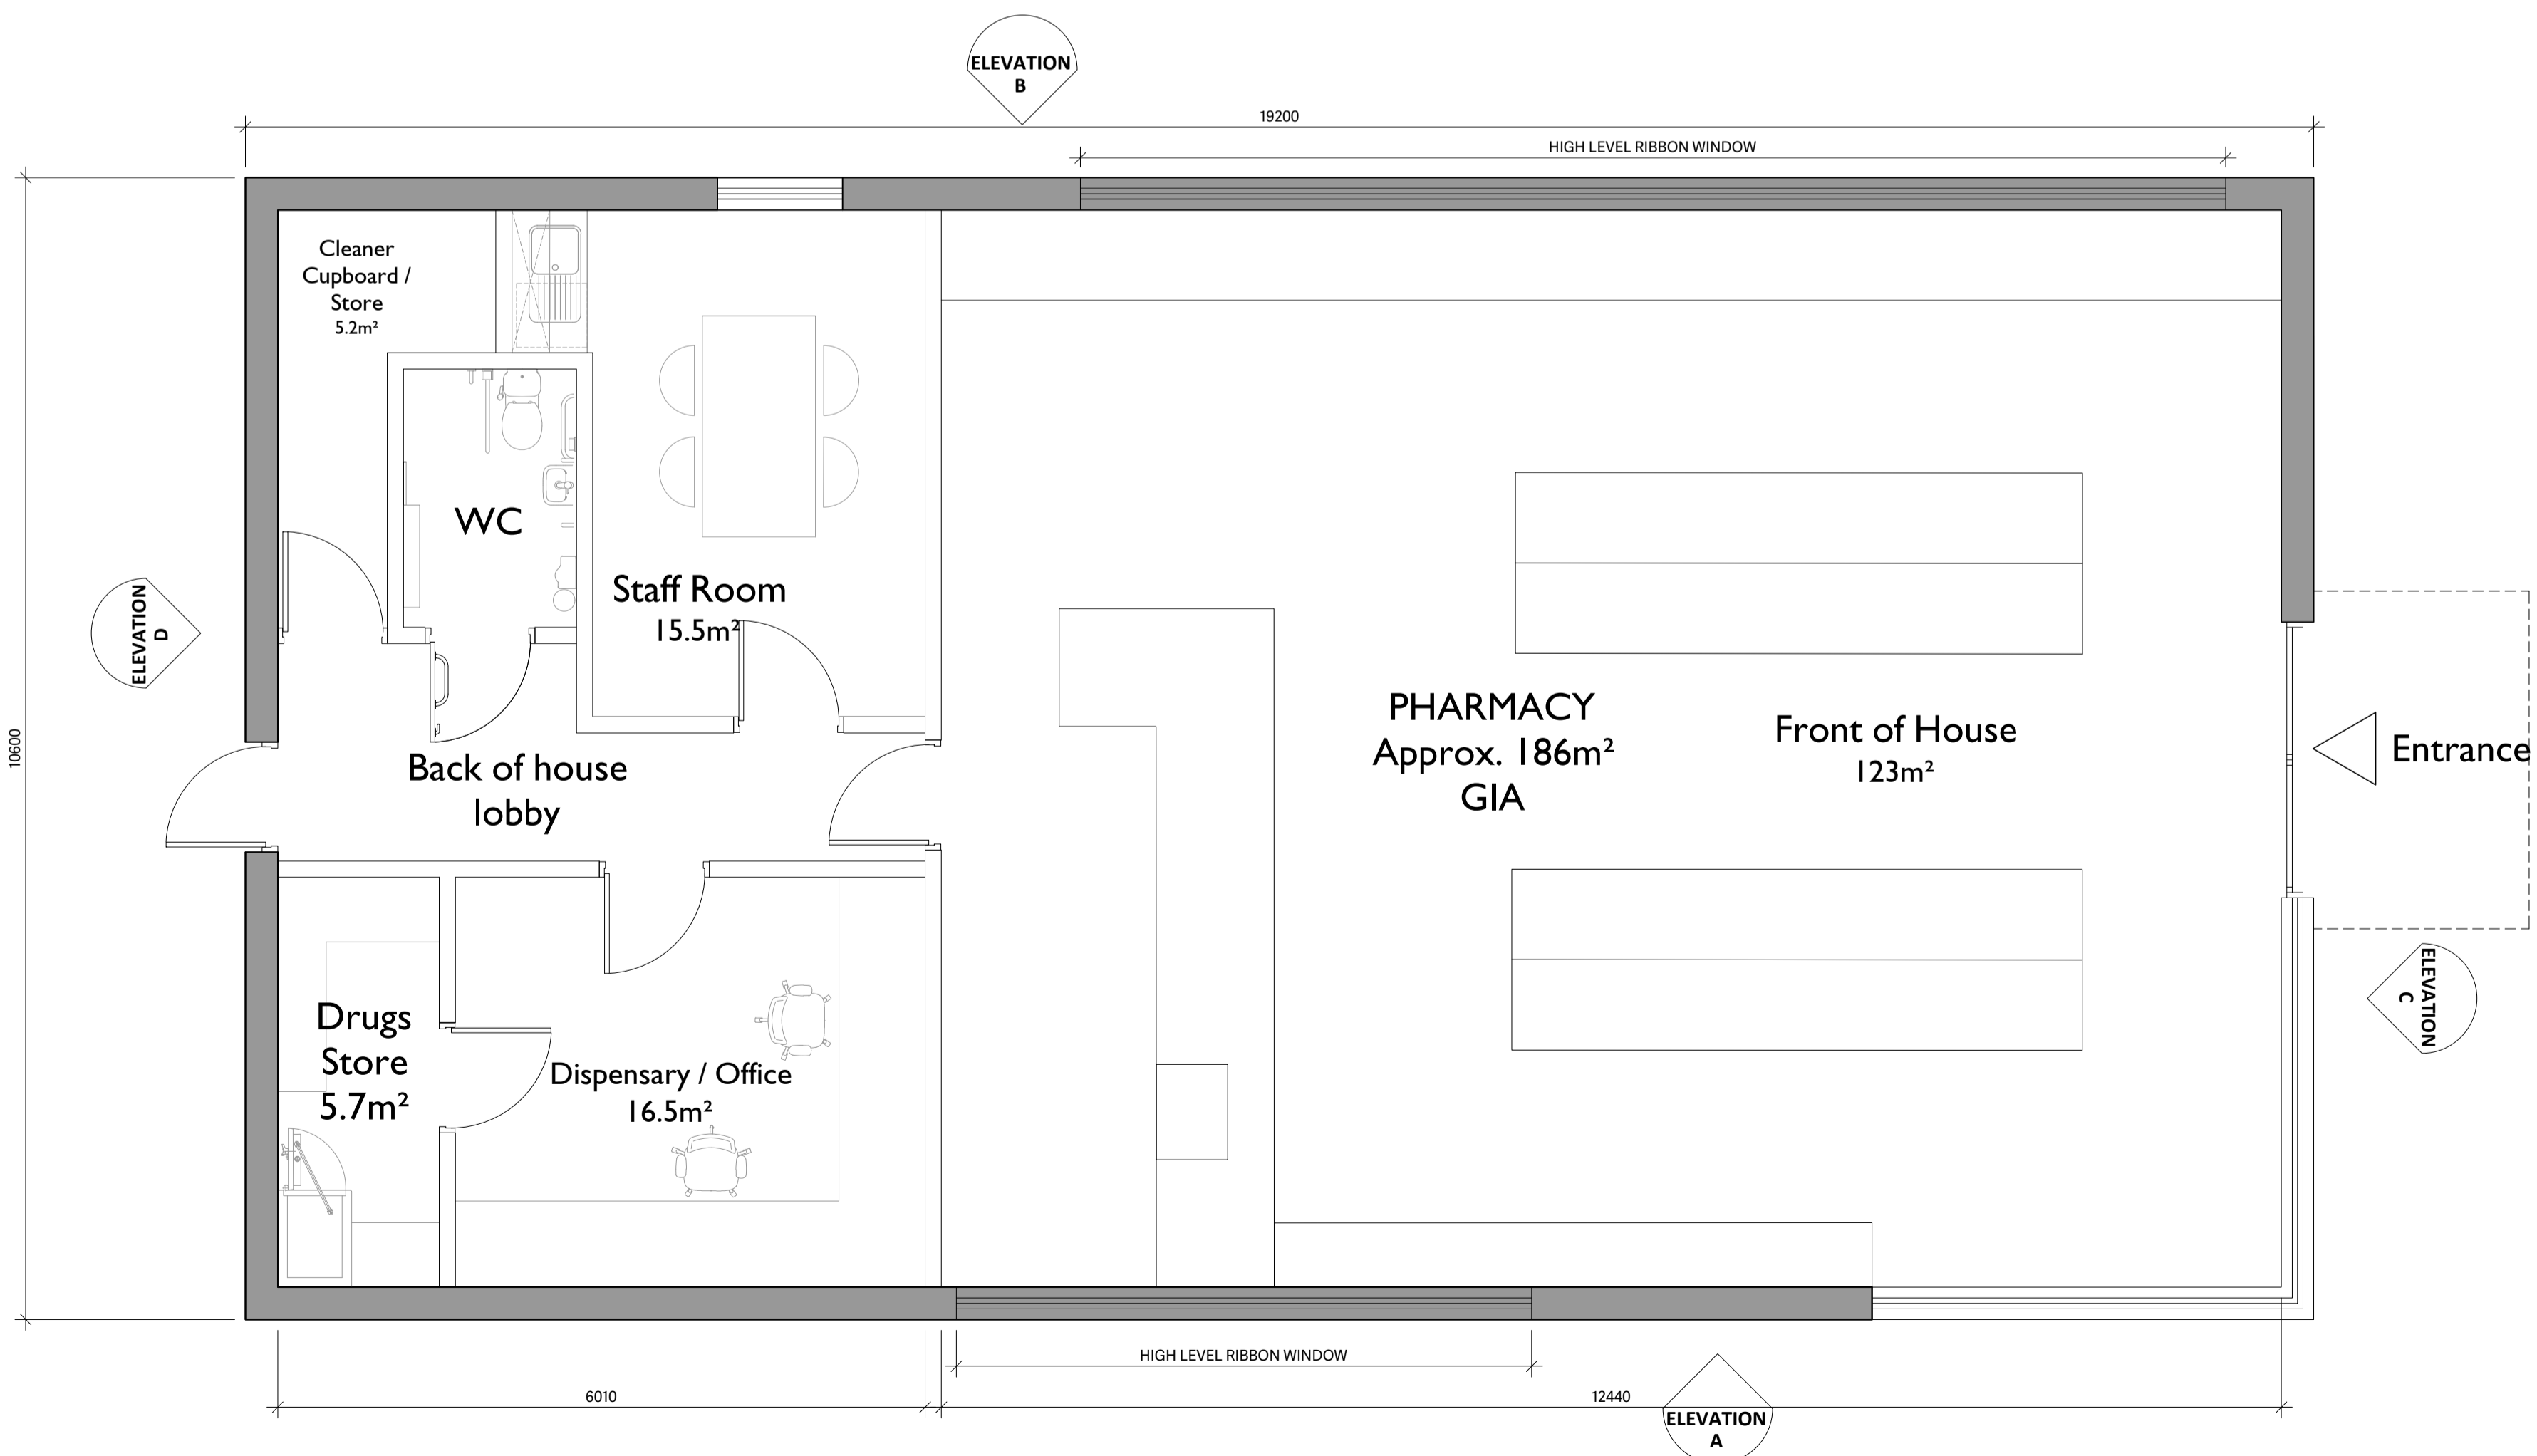 ELEVATION
B
19200
HIGH LEVEL RIBBON WINDOW
Cleaner
Cupboard /
Store
5.2m²
WC
Staff Room
15.5m²
ELEVATION
D
10600
Back of house
lobby
PHARMACY
Approx. 186m²
GIA
Front of House
123m²
Entrance
Drugs
Store
5.7m²
Dispensary / Office
16.5m²
ELEVATION
C
HIGH LEVEL RIBBON WINDOW
6010
12440
ELEVATION
A